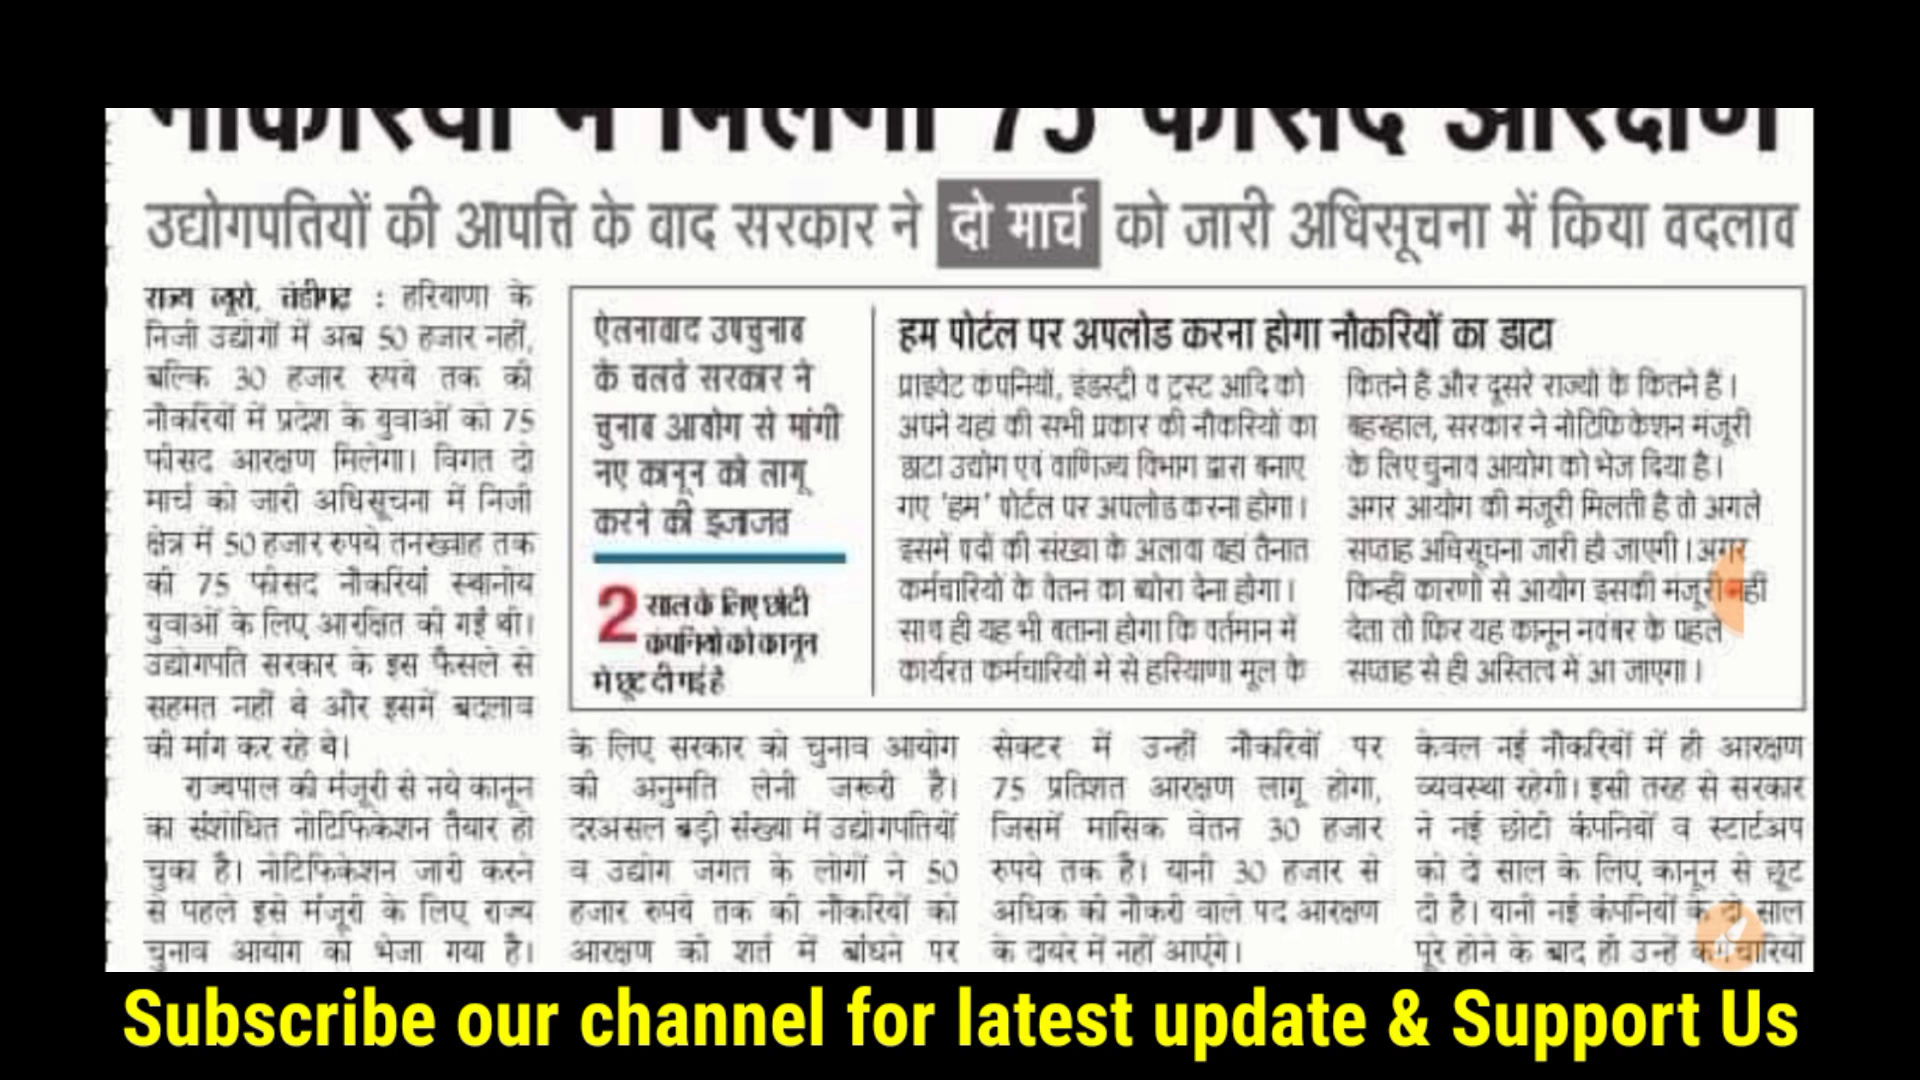 नौकरियों में मिलेगा 75 फीसद आरक्षण
उद्योगपतियों की आपत्ति के बाद सरकार ने दो मार्च को जारी अधिसूचना में किया बदलाव
राज्य ब्यूरो, चंडीगढ़ : हरियाणा के
निजी उद्योगों में अब 50 हजार नहीं,
बल्कि 30 हजार रुपये तक की
नौकरियों में प्रदेश के युवाओं को 75
फीसद आरक्षण मिलेगा। विगत दो
मार्च को जारी अधिसूचना में निजी
क्षेत्र में 50 हजार रुपये तनख्वाह तक
की 75 फीसद नौकरियां स्थानीय
युवाओं के लिए आरक्षित की गई थी।
उद्योगपति सरकार के इस फैसले से
सहमत नहीं थे और इसमें बदलाव
की मांग कर रहे थे।
राज्यपाल की मंजूरी से नये कानून
का संशोधित नोटिफिकेशन तैयार हो
चुका है। नोटिफिकेशन जारी करने
से पहले इसे मंजूरी के लिए राज्य
चुनाव आयोग को भेजा गया है।
ऐलनाबाद उपचुनाव
के चलते सरकार ने
चुनाव आयोग से मांगी
नए कानून को लागू
करने की इजाजत
2 साल के लिए छोटी
कंपनियों को कानून
में छूट दी गई है
हम पोर्टल पर अपलोड करना होगा नौकरियों का डाटा
प्राइवेट कंपनियों, इंडस्ट्री व ट्रस्ट आदि को
अपने यहां की सभी प्रकार की नौकरियों का
डाटा उद्योग एवं वाणिज्य विभाग द्वारा बनाए
गए 'हम' पोर्टल पर अपलोड करना होगा।
इसमें पदों की संख्या के अलावा वहां तैनात
कर्मचारियों के वेतन का ब्योरा देना होगा।
साथ ही यह भी बताना होगा कि वर्तमान में
कार्यरत कर्मचारियों में से हरियाणा मूल के
कितने हैं और दूसरे राज्यों के कितने हैं।
बहरहाल, सरकार ने नोटिफिकेशन मंजूरी
के लिए चुनाव आयोग को भेज दिया है।
अगर आयोग की मंजूरी मिलती है तो अगले
सप्ताह अधिसूचना जारी हो जाएगी। अगर
किन्हीं कारणों से आयोग इसकी मंजूरी नहीं
देता तो फिर यह कानून नवंबर के पहले
सप्ताह से ही अस्तित्व में आ जाएगा।
के लिए सरकार को चुनाव आयोग
की अनुमति लेनी जरूरी है।
दरअसल बड़ी संख्या में उद्योगपतियों
व उद्योग जगत के लोगों ने 50
हजार रुपये तक की नौकरियों को
आरक्षण की शर्त में बांधने पर
सेक्टर में उन्हीं नौकरियों पर
75 प्रतिशत आरक्षण लागू होगा,
जिसमें मासिक वेतन 30 हजार
रुपये तक है। यानी 30 हजार से
अधिक की नौकरी वाले पद आरक्षण
के दायरे में नहीं आएंगे।
केवल नई नौकरियों में ही आरक्षण
व्यवस्था रहेगी। इसी तरह से सरकार
ने नई छोटी कंपनियों व स्टार्टअप
को दो साल के लिए कानून से छूट
दी है। यानी नई कंपनियों के दो साल
पूरे होने के बाद ही उन्हें कर्मचारियों
Subscribe our channel for latest update & Support Us